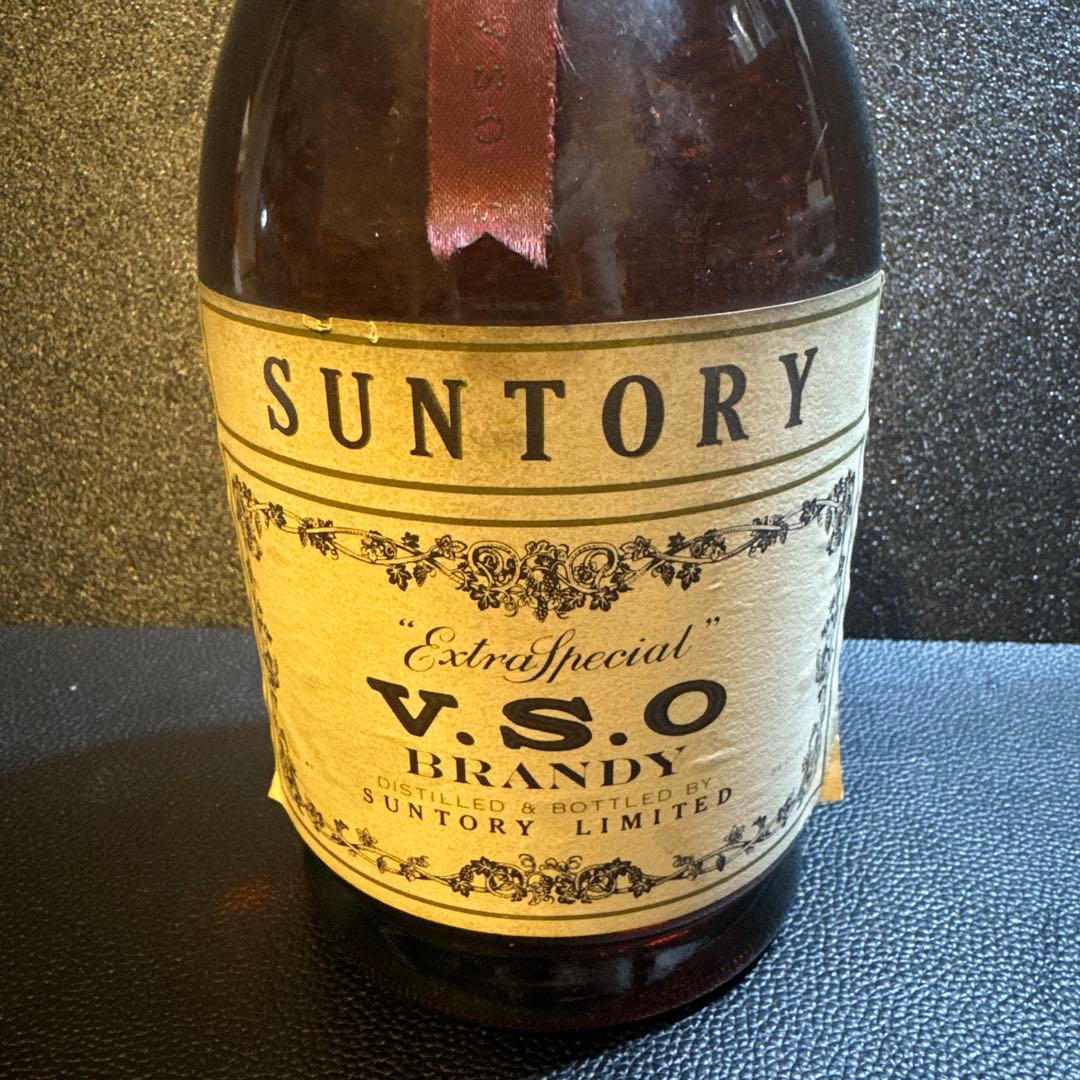 SUNTORY
"Extra Special"
V.S.O
BRANDY
DISTILLED & BOTTLED BY
SUNTORY LIMITED